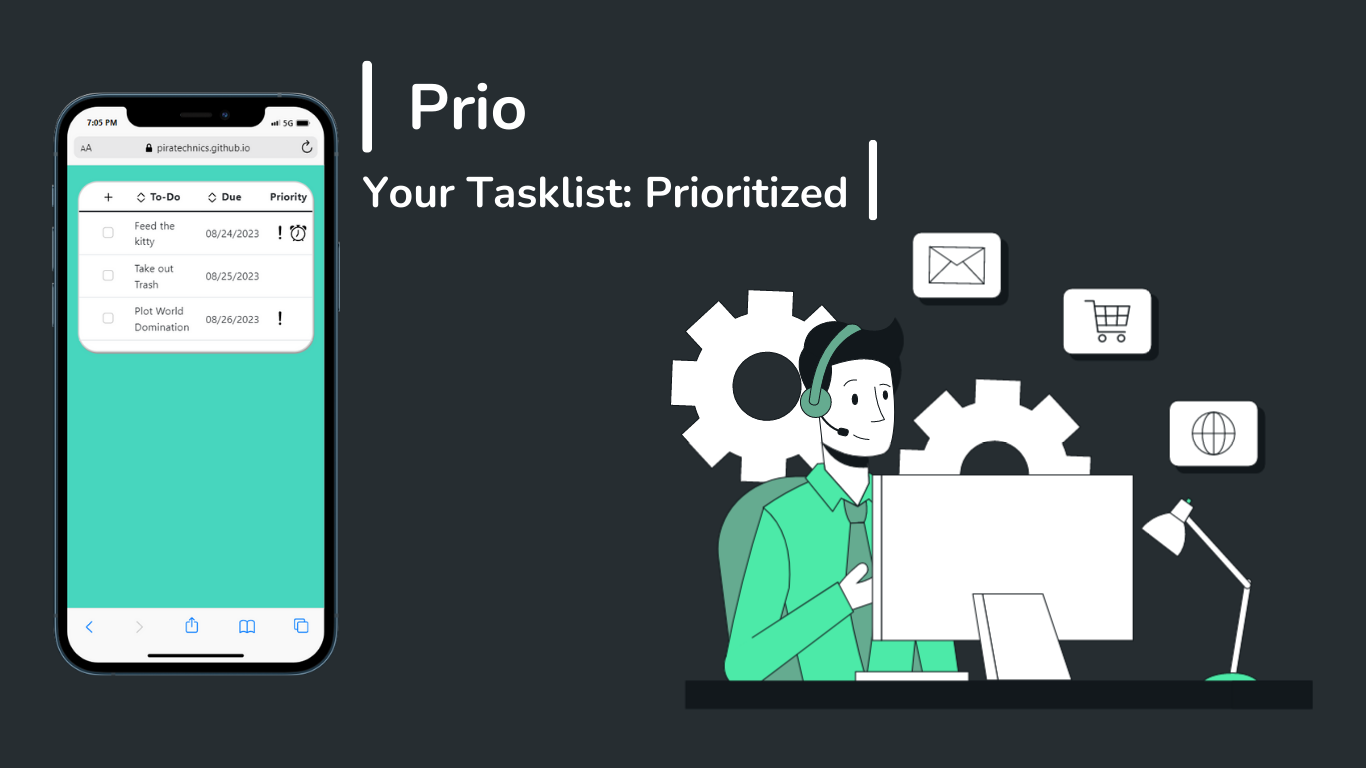 Prio
Your Tasklist: Prioritized
7:05 PM 5G
AA piratechnics.github.io
+ To-Do Due Priority
Feed the
kitty 08/24/2023 !
Take out
Trash 08/25/2023
Plot World
Domination 08/26/2023 !